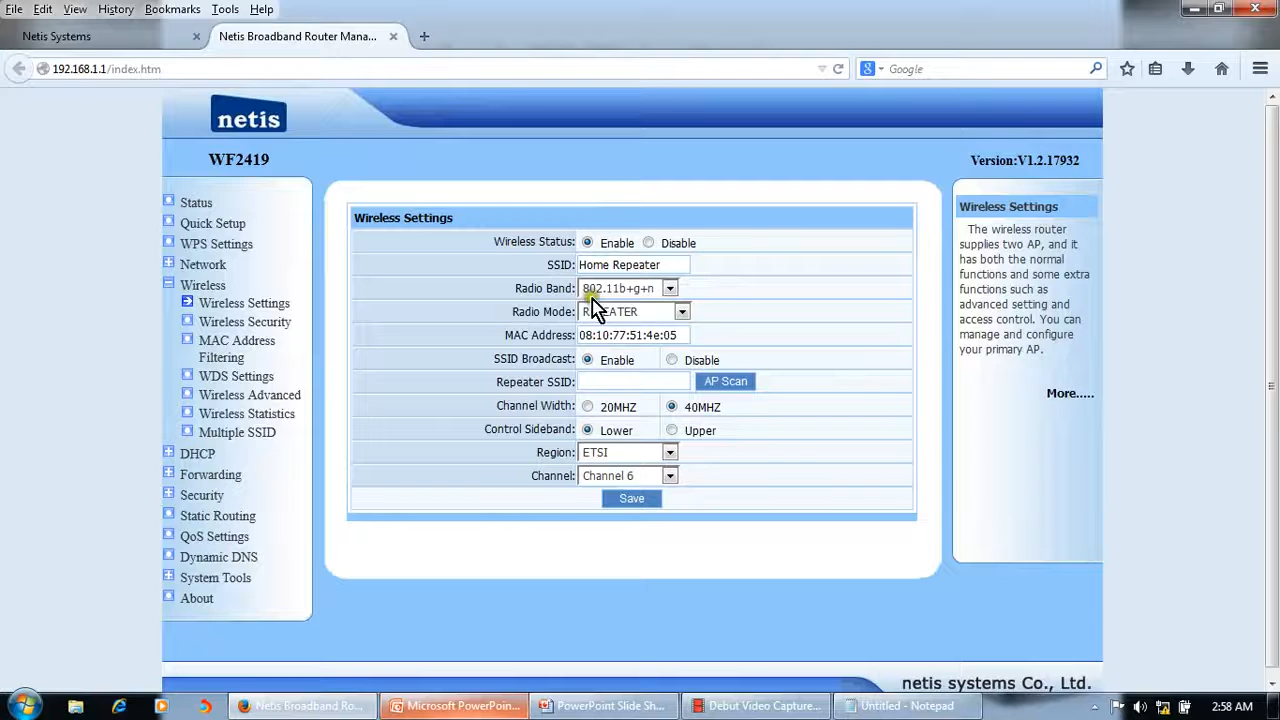 File Edit View History Bookmarks Tools Help
Netis Systems
Netis Broadband Router Mana...
192.168.1.1/index.htm
Google
netis
WF2419
Version:V1.2.17932
Status
Quick Setup
WPS Settings
Network
Wireless
Wireless Settings
Wireless Security
MAC Address
Filtering
WDS Settings
Wireless Advanced
Wireless Statistics
Multiple SSID
DHCP
Forwarding
Security
Static Routing
QoS Settings
Dynamic DNS
System Tools
About
Wireless Settings
Wireless Status: Enable Disable
SSID: Home Repeater
Radio Band: 802.11b+g+n
Radio Mode: REPEATER
MAC Address: 08:10:77:51:4e:05
SSID Broadcast: Enable Disable
Repeater SSID: AP Scan
Channel Width: 20MHZ 40MHZ
Control Sideband: Lower Upper
Region: ETSI
Channel: Channel 6
Save
Wireless Settings
The wireless router
supplies two AP, and it
has both the normal
functions and some extra
functions such as
advanced setting and
access control. You can
manage and configure
your primary AP.
More.....
netis systems Co., Ltd.
Netis Broadband Ro...
Microsoft PowerPoin...
PowerPoint Slide Sh...
Debut Video Capture...
Untitled - Notepad
2:58 AM